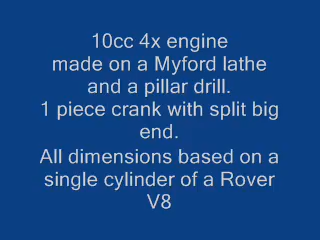 10cc 4x engine
made on a Myford lathe
and a pillar drill.
1 piece crank with split big
end.
All dimensions based on a
single cylinder of a Rover
V8